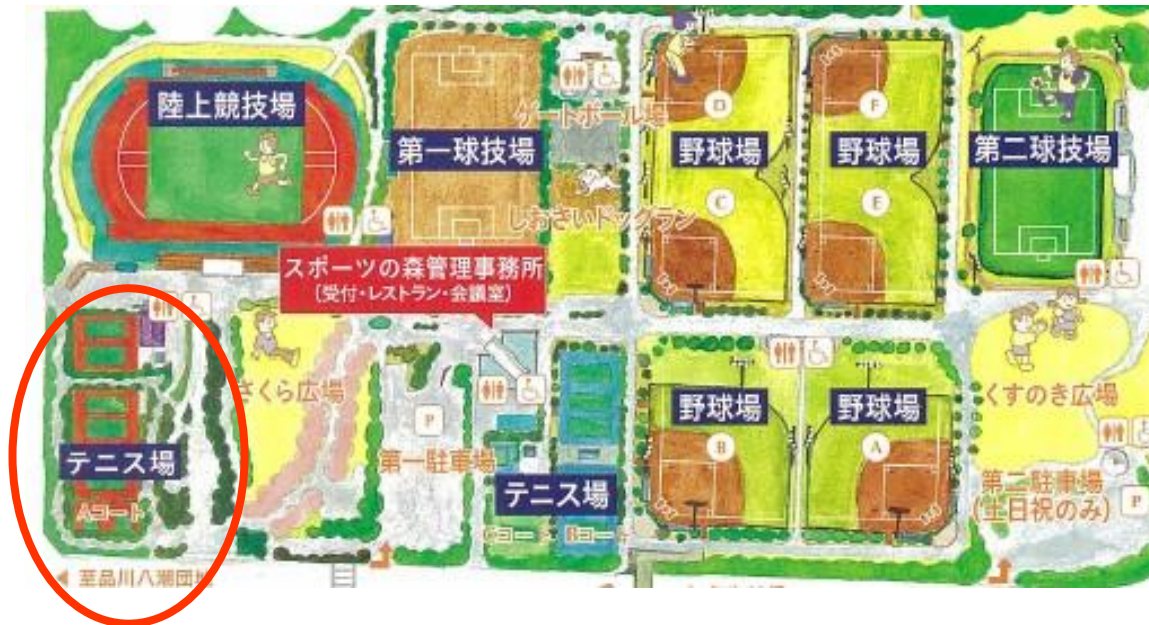 陸上競技場
第一球技場
ゲートボール場
しおさいドッグラン
D
野球場
C
F
野球場
E
第二球技場
スポーツの森管理事務所
(受付・レストラン・会議室)
さくら広場
テニス場
Aコート
◀ 至品川八潮団地
P
第一駐車場
テニス場
Cコート
Bコート
野球場
B
野球場
A
くすのき広場
第二駐車場
(土日祝のみ)
P